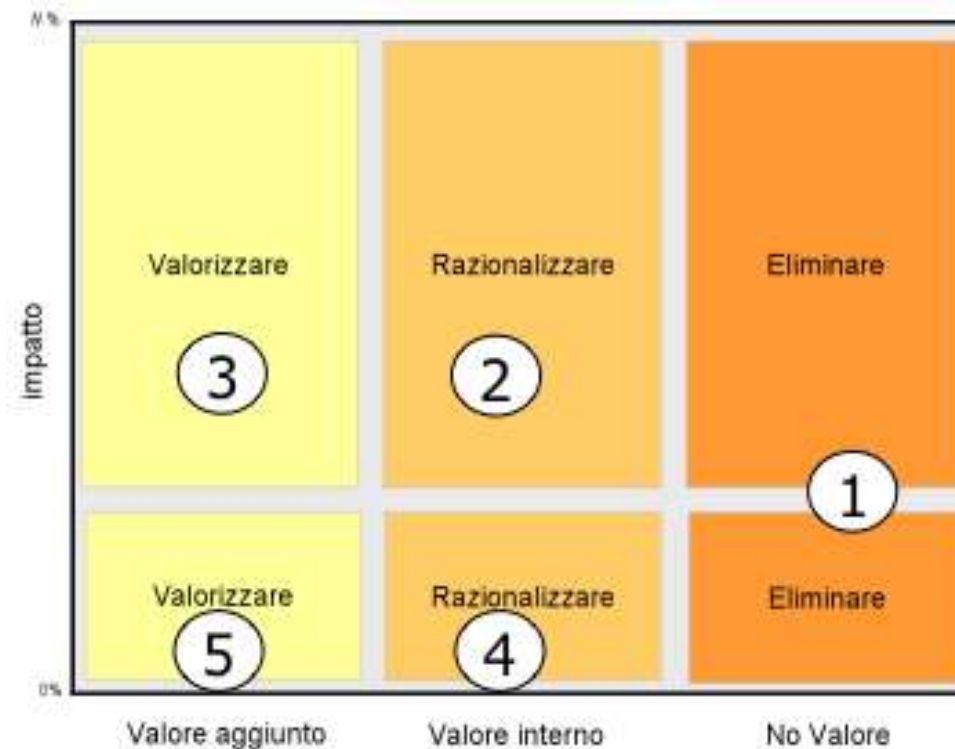 N %
Valorizzare Razionalizzare Eliminare
impatto
3 2
1
Valorizzare Razionalizzare Eliminare
5 4
0%
Valore aggiunto Valore interno No Valore